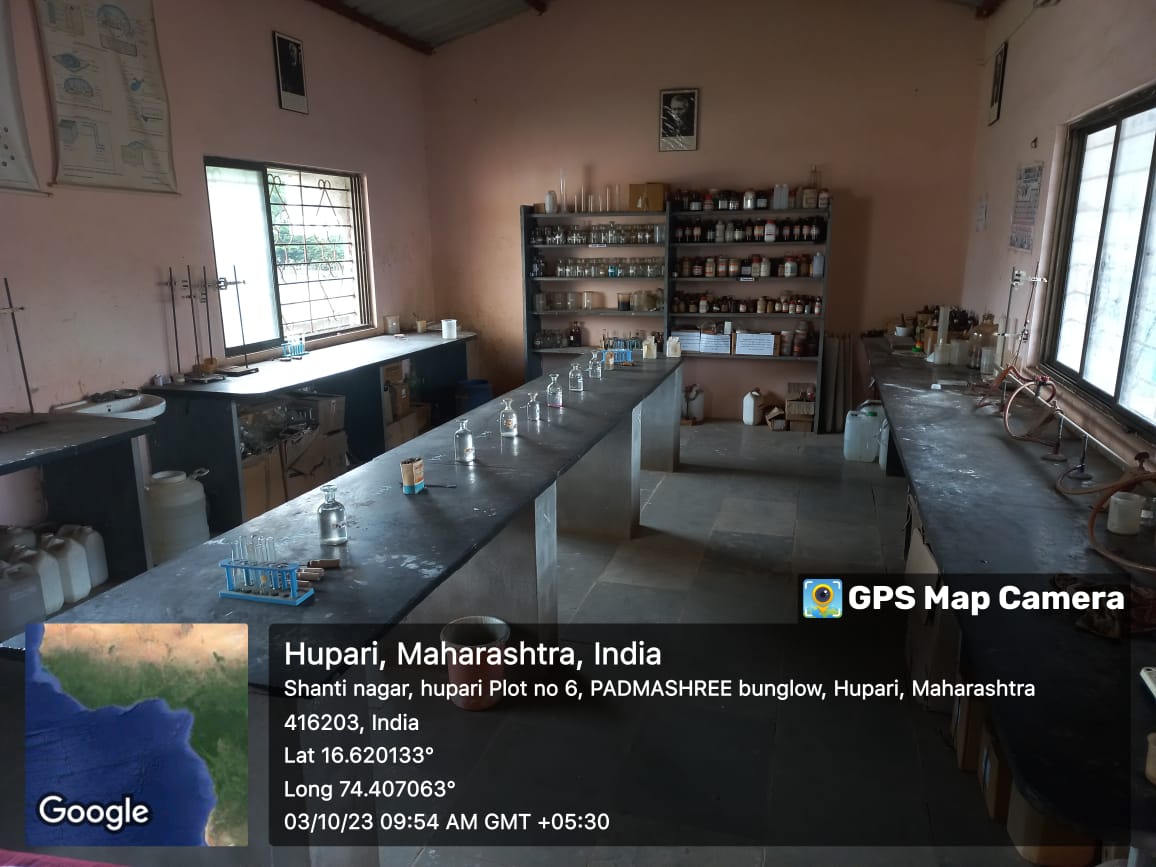 GPS Map Camera
Hupari, Maharashtra, India
Shanti nagar, hupari Plot no 6, PADMASHREE bunglow, Hupari, Maharashtra
416203, India
Lat 16.620133°
Long 74.407063°
03/10/23 09:54 AM GMT +05:30
Google